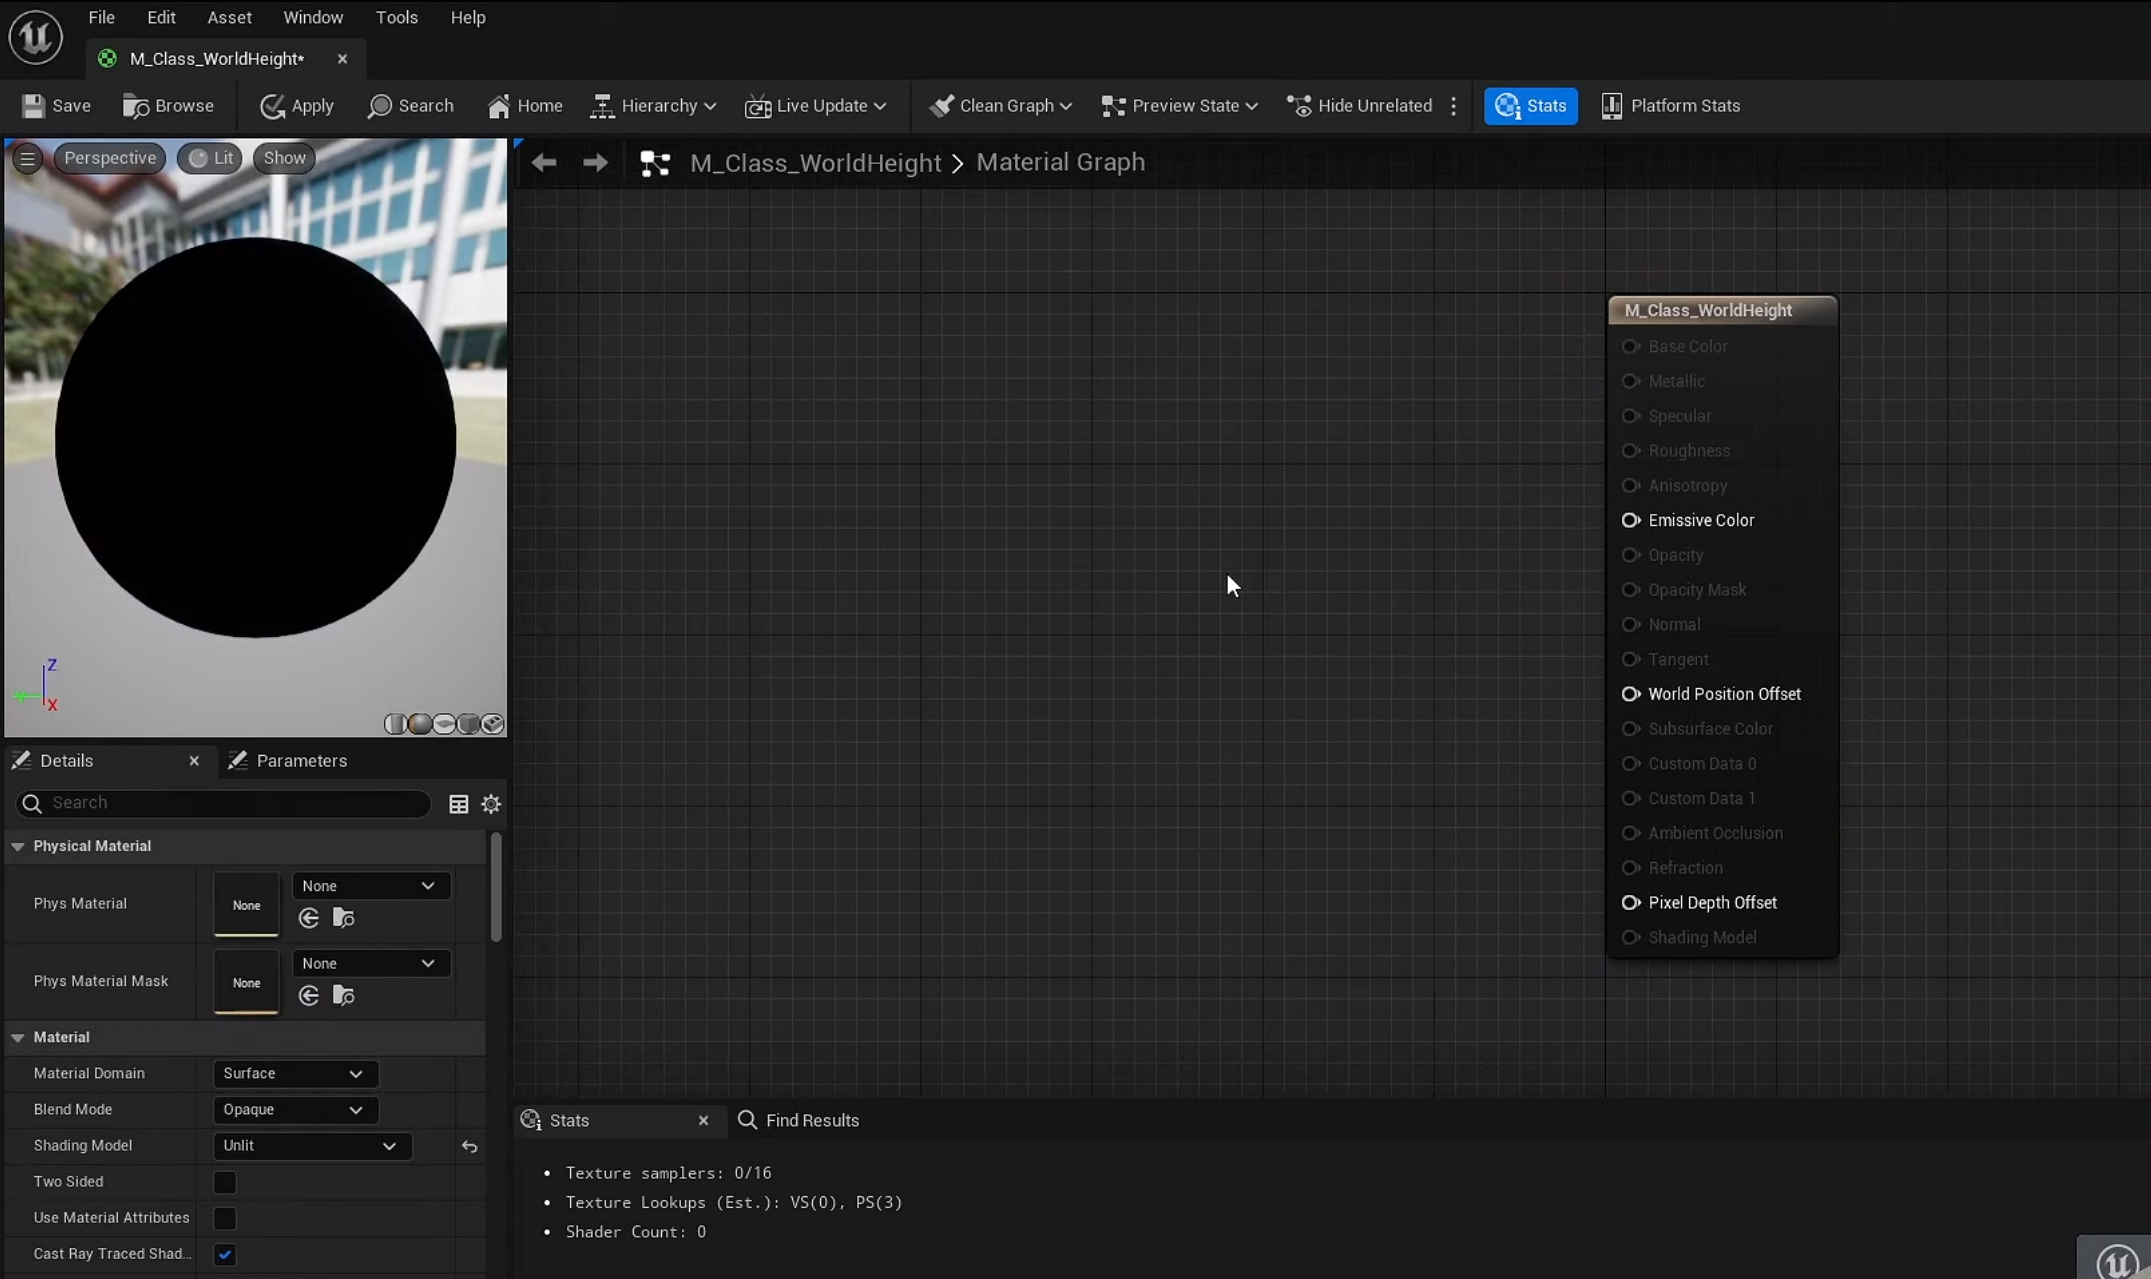 File Edit Asset Window Tools Help
M_Class_WorldHeight*
Save Browse Apply Search Home Hierarchy Live Update Clean Graph Preview State Hide Unrelated Stats Platform Stats
Perspective Lit Show
M_Class_WorldHeight > Material Graph
M_Class_WorldHeight
Base Color
Metallic
Specular
Roughness
Anisotropy
Emissive Color
Opacity
Opacity Mask
Normal
Tangent
World Position Offset
Subsurface Color
Custom Data 0
Custom Data 1
Ambient Occlusion
Refraction
Pixel Depth Offset
Shading Model
Z
Y
X
Details Parameters
Search
Physical Material
Phys Material None None
Phys Material Mask None None
Material
Material Domain Surface
Blend Mode Opaque
Shading Model Unlit
Two Sided
Use Material Attributes
Cast Ray Traced Shad...
Stats Find Results
• Texture samplers: 0/16
• Texture Lookups (Est.): VS(0), PS(3)
• Shader Count: 0